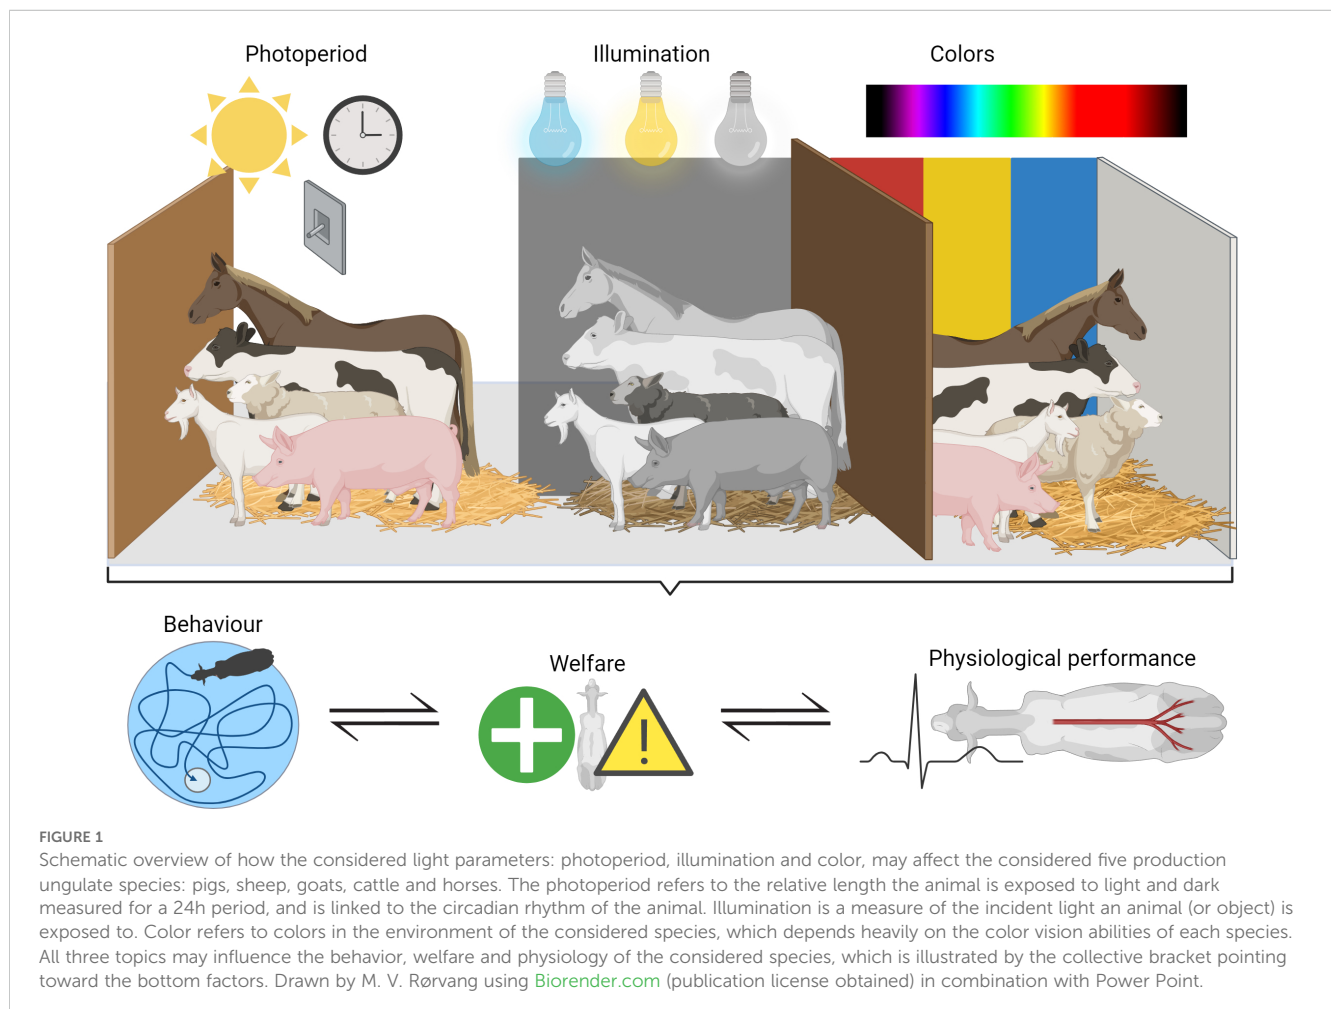 Photoperiod
Illumination
Colors
Behaviour
Welfare
Physiological performance
FIGURE 1
Schematic overview of how the considered light parameters: photoperiod, illumination and color, may affect the considered five production
ungulate species: pigs, sheep, goats, cattle and horses. The photoperiod refers to the relative length the animal is exposed to light and dark
measured for a 24h period, and is linked to the circadian rhythm of the animal. Illumination is a measure of the incident light an animal (or object) is
exposed to. Color refers to colors in the environment of the considered species, which depends heavily on the color vision abilities of each species.
All three topics may influence the behavior, welfare and physiology of the considered species, which is illustrated by the collective bracket pointing
toward the bottom factors. Drawn by M. V. Rørvang using Biorender.com (publication license obtained) in combination with Power Point.